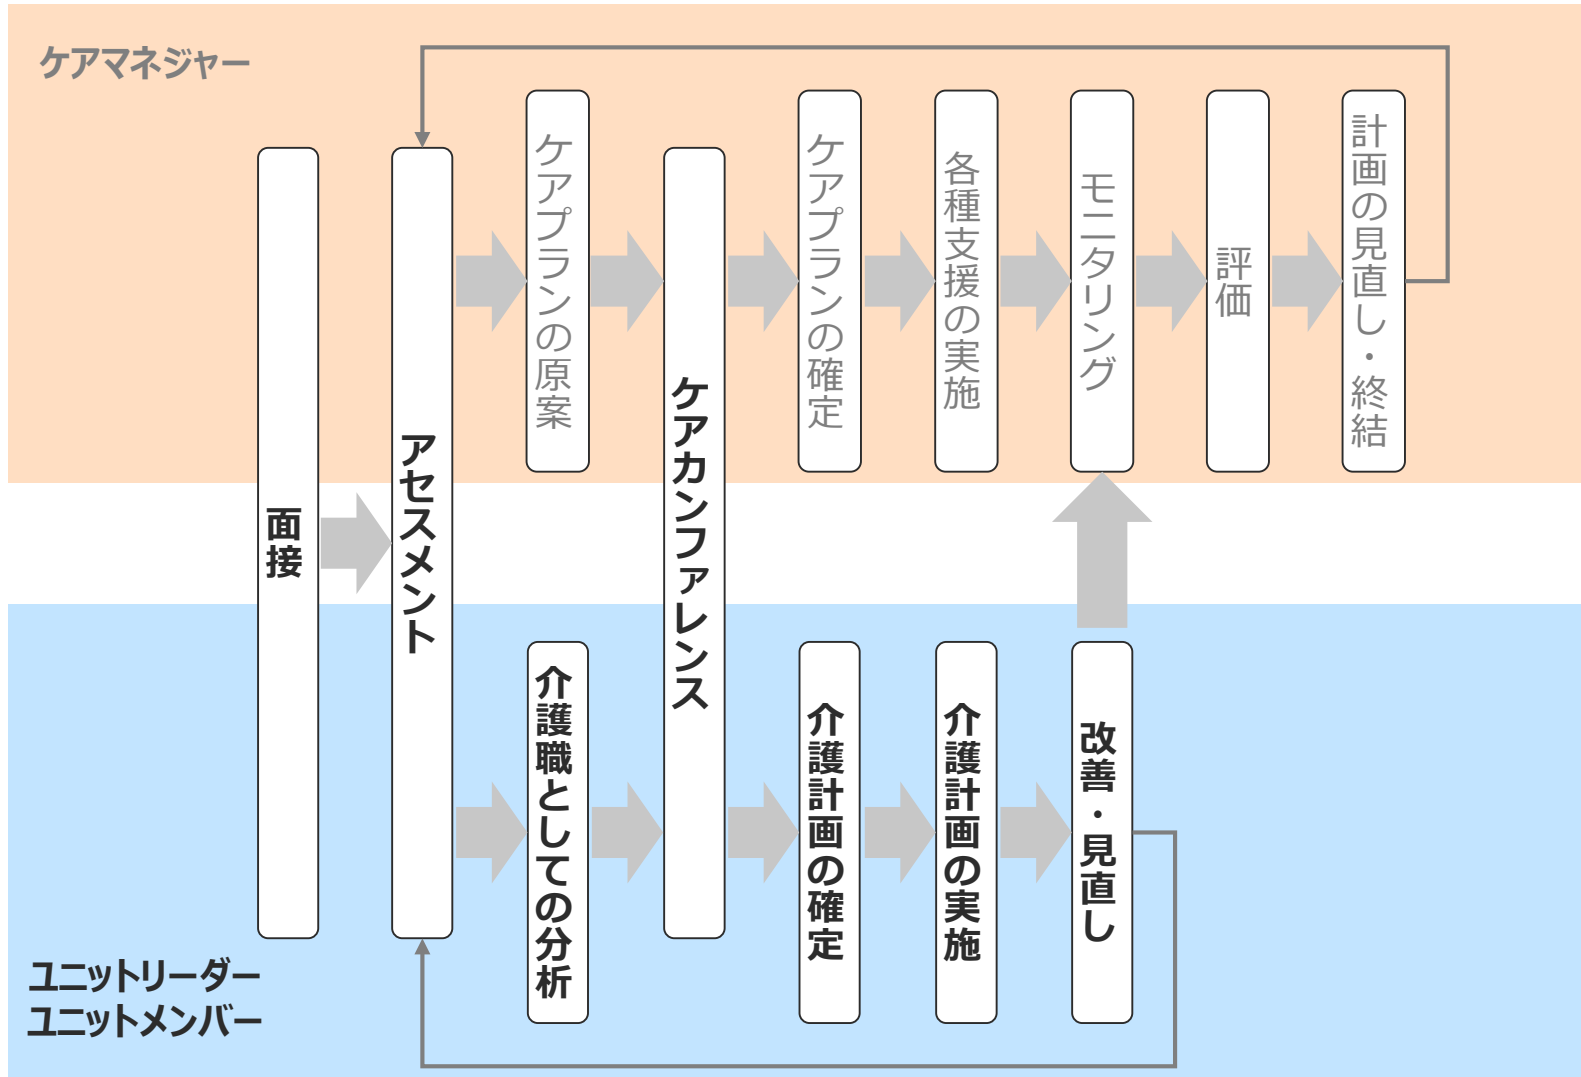 ケアマネジャー
面接
アセスメント
ケアプランの原案
ケアカンファレンス
ケアプランの確定
各種支援の実施
モニタリング
評価
計画の見直し・終結
介護職としての分析
介護計画の確定
介護計画の実施
改善・見直し
ユニットリーダー
ユニットメンバー